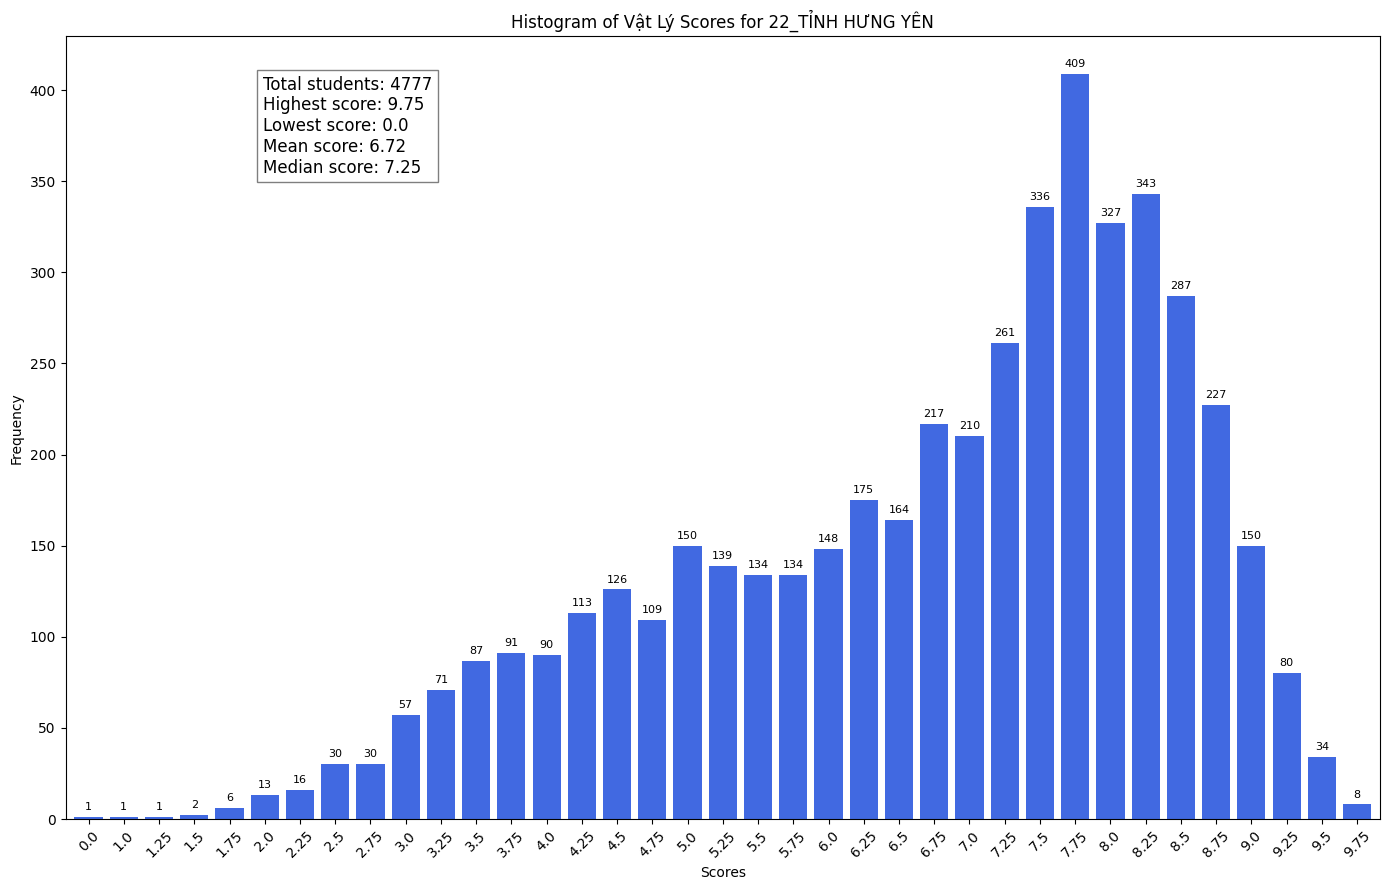 Histogram of Vật Lý Scores for 22_TỈNH HƯNG YÊN
Total students: 4777
Highest score: 9.75
Lowest score: 0.0
Mean score: 6.72
Median score: 7.25
Frequency
400
350
300
250
200
150
100
50
0
1 1 1 2 6 13 16 30 30 57 71 87 91 90 113 126 109 150 139 134 134 148 175 164 217 210 261 336 409 327 343 287 227 150 80 34 8
0.0 1.0 1.25 1.5 1.75 2.0 2.25 2.5 2.75 3.0 3.25 3.5 3.75 4.0 4.25 4.5 4.75 5.0 5.25 5.5 5.75 6.0 6.25 6.5 6.75 7.0 7.25 7.5 7.75 8.0 8.25 8.5 8.75 9.0 9.25 9.5 9.75
Scores